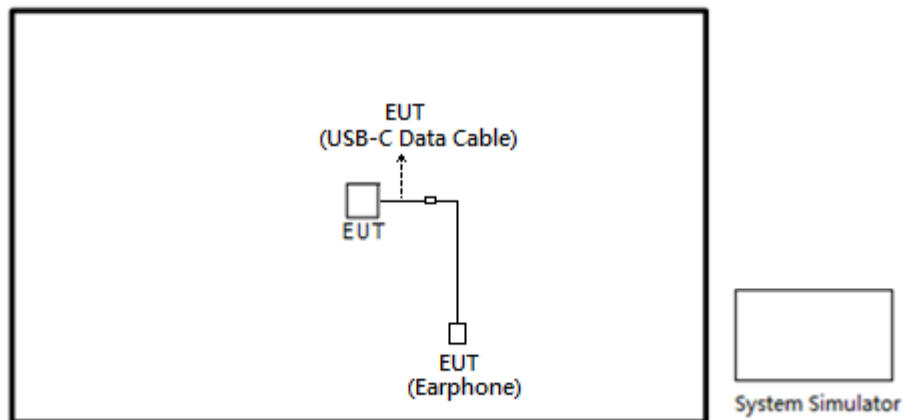 EUT
(USB-C Data Cable)
EUT
EUT
(Earphone)
System Simulator